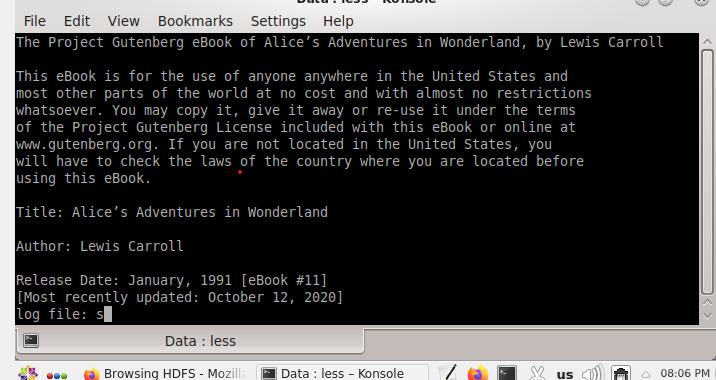 Data : less – Konsole
File Edit View Bookmarks Settings Help
The Project Gutenberg eBook of Alice’s Adventures in Wonderland, by Lewis Carroll
This eBook is for the use of anyone anywhere in the United States and
most other parts of the world at no cost and with almost no restrictions
whatsoever. You may copy it, give it away or re-use it under the terms
of the Project Gutenberg License included with this eBook or online at
www.gutenberg.org. If you are not located in the United States, you
will have to check the laws of the country where you are located before
using this eBook.
Title: Alice’s Adventures in Wonderland
Author: Lewis Carroll
Release Date: January, 1991 [eBook #11]
[Most recently updated: October 12, 2020]
log file: s
Data : less
Browsing HDFS - Mozill
Data : less – Konsole
us
08:06 PM